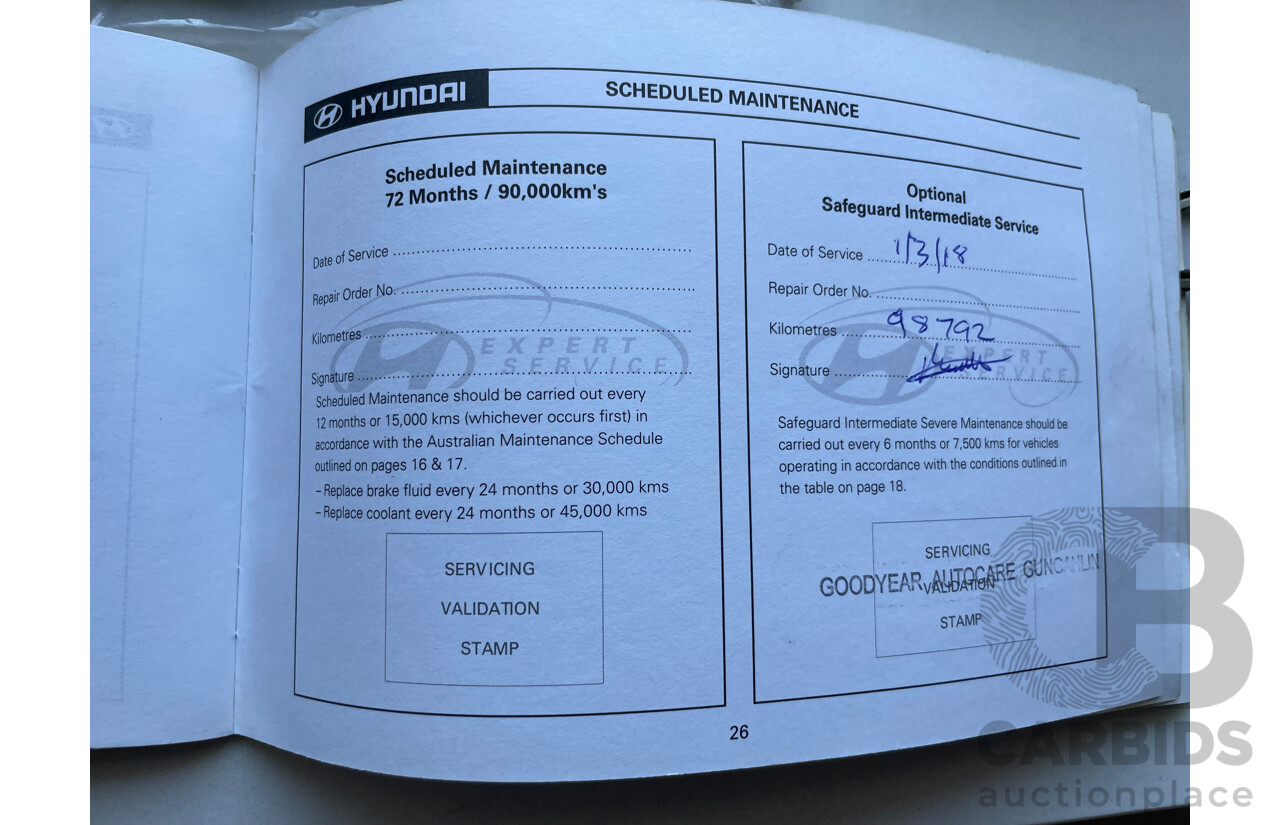 HYUNDAI
SCHEDULED MAINTENANCE
Scheduled Maintenance
72 Months / 90,000km's
Date of Service
Repair Order No.
Kilometres
EXPERT
SERVICE
Signature
Scheduled Maintenance should be carried out every
12 months or 15,000 kms (whichever occurs first) in
accordance with the Australian Maintenance Schedule
outlined on pages 16 & 17.
– Replace brake fluid every 24 months or 30,000 kms
– Replace coolant every 24 months or 45,000 kms
SERVICING
VALIDATION
STAMP
Optional
Safeguard Intermediate Service
Date of Service 1/3/18
Repair Order No.
Kilometres 98792
EXPERT
SERVICE
Signature
Safeguard Intermediate Severe Maintenance should be
carried out every 6 months or 7,500 kms for vehicles
operating in accordance with the conditions outlined in
the table on page 18.
SERVICING
GOODYEAR AUTOCARE GUNGAHLIN
VALIDATION
STAMP
26
CARBIDS
auctionplace